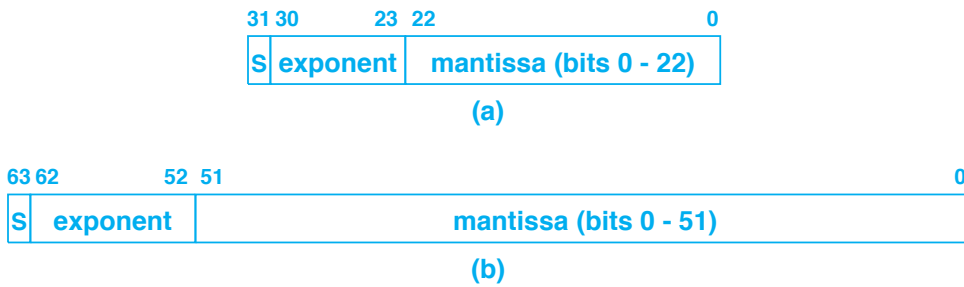 31 30 23 22 0
S exponent mantissa (bits 0 - 22)
(a)
63 62 52 51 0
S exponent mantissa (bits 0 - 51)
(b)